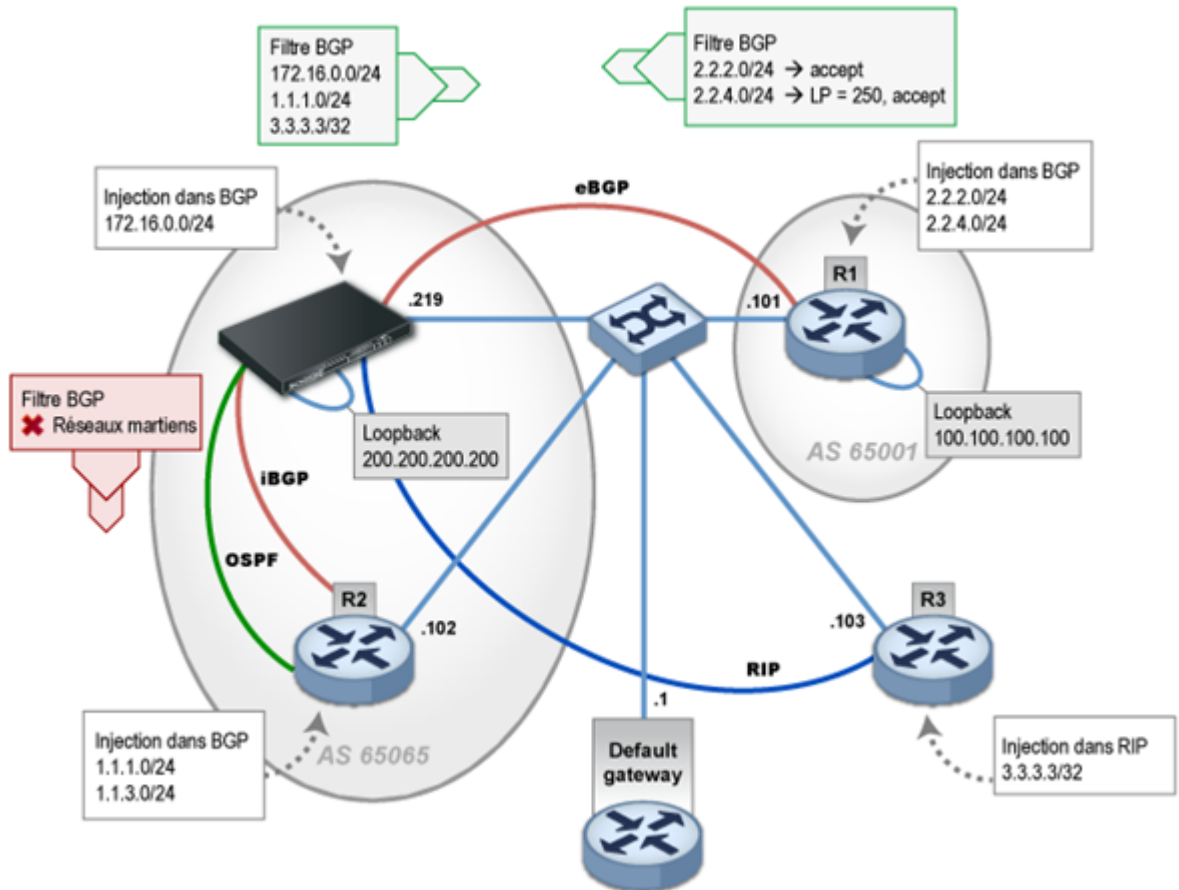 Filtre BGP
172.16.0.0/24
1.1.1.0/24
3.3.3.3/32
Filtre BGP
2.2.2.0/24 → accept
2.2.4.0/24 → LP = 250, accept
Injection dans BGP
172.16.0.0/24
eBGP
Injection dans BGP
2.2.2.0/24
2.2.4.0/24
R1
.219
.101
Filtre BGP
✖ Réseaux martiens
Loopback
200.200.200.200
Loopback
100.100.100.100
AS 65001
iBGP
OSPF
R2
.102
.103
R3
RIP
.1
Injection dans BGP
1.1.1.0/24
1.1.3.0/24
AS 65065
Default
gateway
Injection dans RIP
3.3.3.3/32